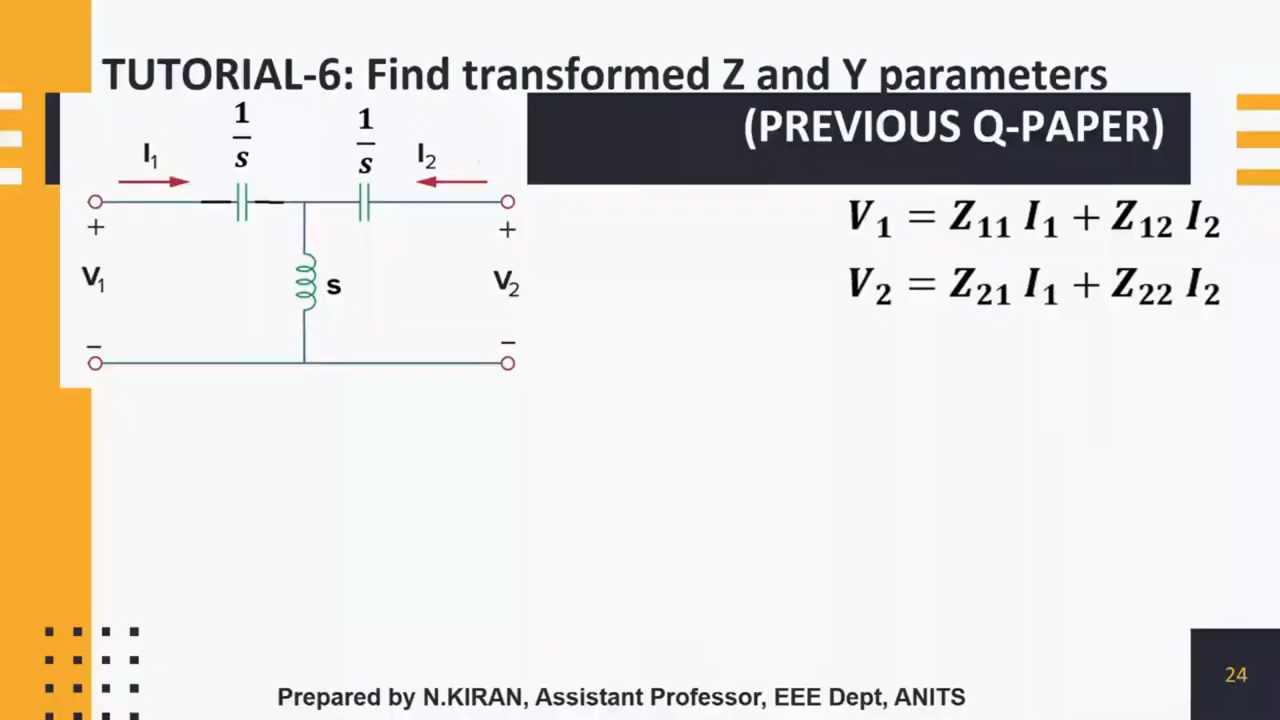 TUTORIAL-6: Find transformed Z and Y parameters
(PREVIOUS Q-PAPER)
1/s 1/s
I₁ I₂
+ +
V₁ s V₂
− −
V₁ = Z₁₁ I₁ + Z₁₂ I₂
V₂ = Z₂₁ I₁ + Z₂₂ I₂
24
Prepared by N.KIRAN, Assistant Professor, EEE Dept, ANITS